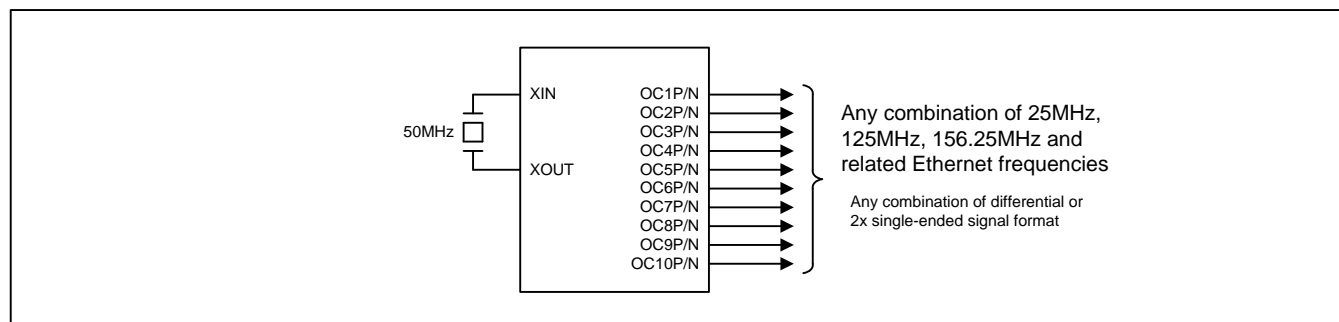 XIN
50MHz
XOUT
OC1P/N
OC2P/N
OC3P/N
OC4P/N
OC5P/N
OC6P/N
OC7P/N
OC8P/N
OC9P/N
OC10P/N
Any combination of 25MHz,
125MHz, 156.25MHz and
related Ethernet frequencies
Any combination of differential or
2x single-ended signal format